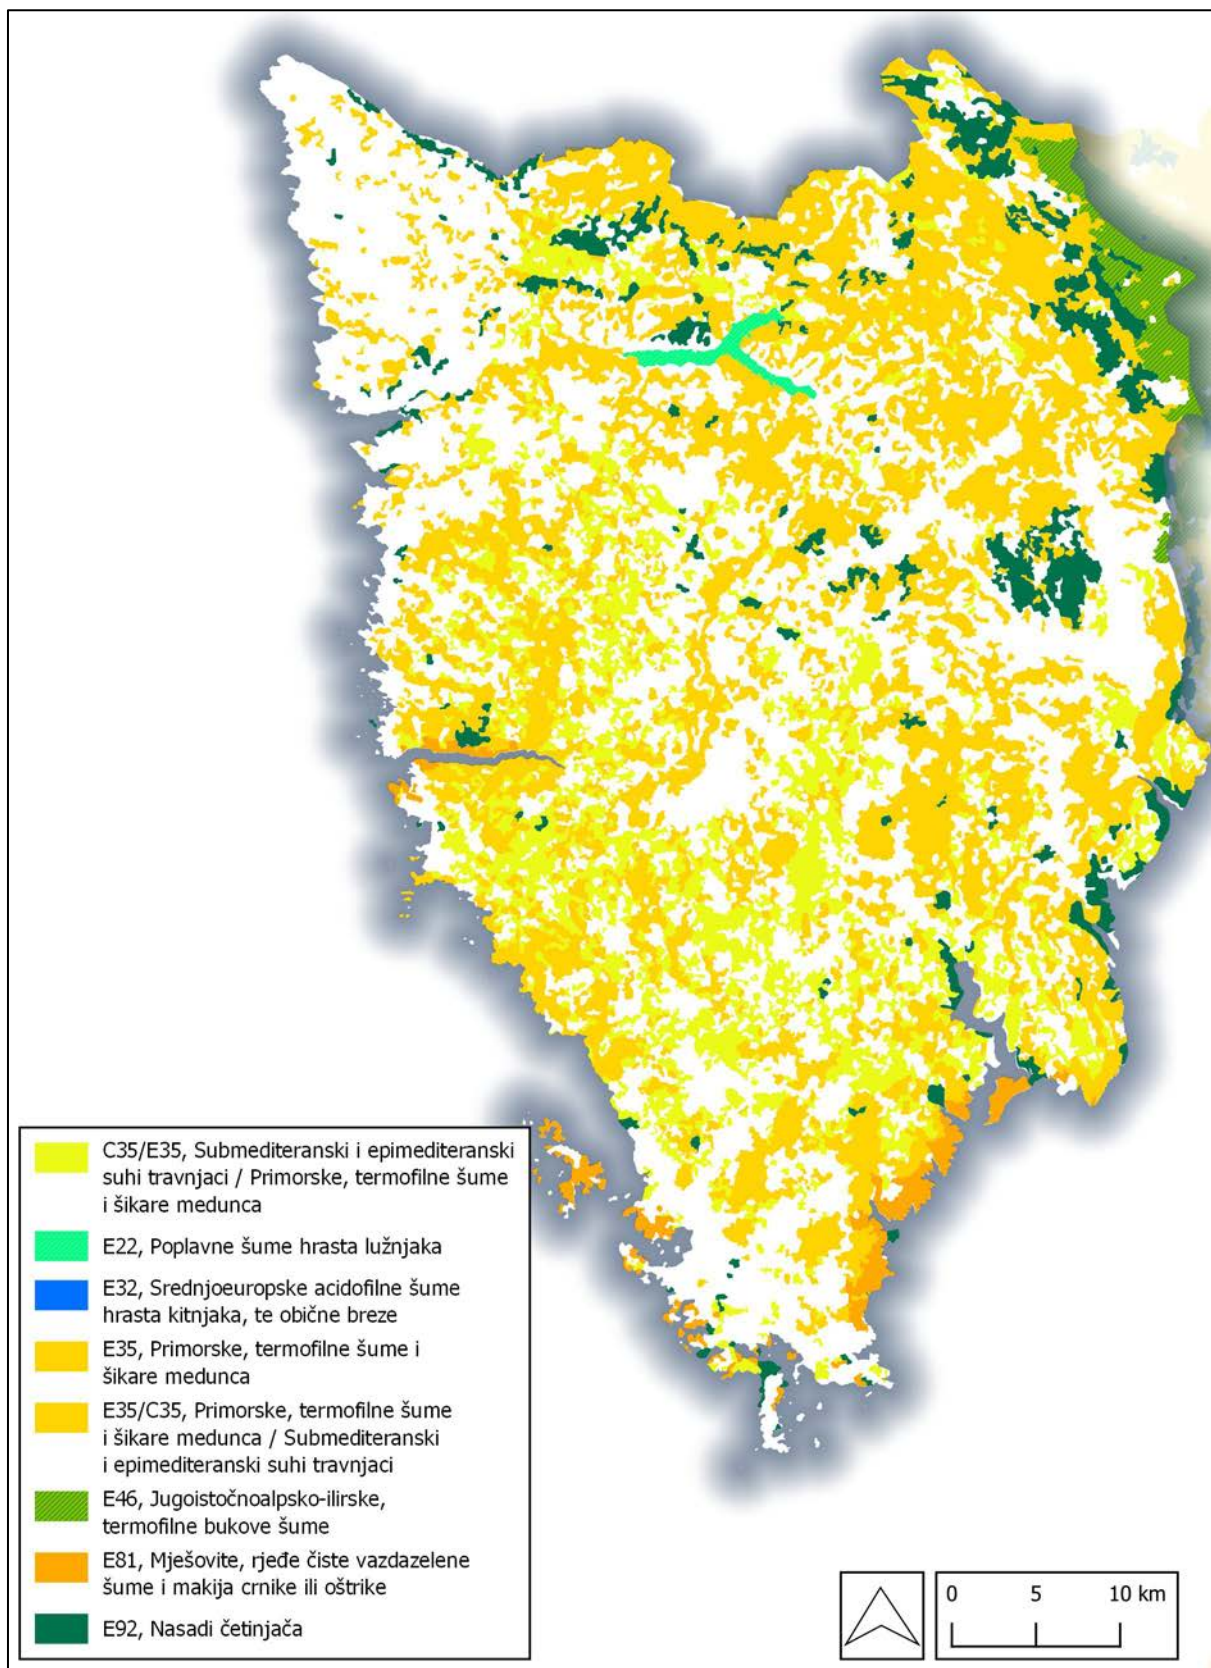 C35/E35, Submediteranski i epimediteranski
suhi travnjaci / Primorske, termofilne šume
i šikare medunca
E22, Poplavne šume hrasta lužnjaka
E32, Srednjoeuropske acidofilne šume
hrasta kitnjaka, te obične breze
E35, Primorske, termofilne šume i
šikare medunca
E35/C35, Primorske, termofilne šume
i šikare medunca / Submediteranski
i epimediteranski suhi travnjaci
E46, Jugoistočnoalpsko-ilirske,
termofilne bukove šume
E81, Mješovite, rjeđe čiste vazdazelene
šume i makija crnike ili oštrike
E92, Nasadi četinjača
0 5 10 km